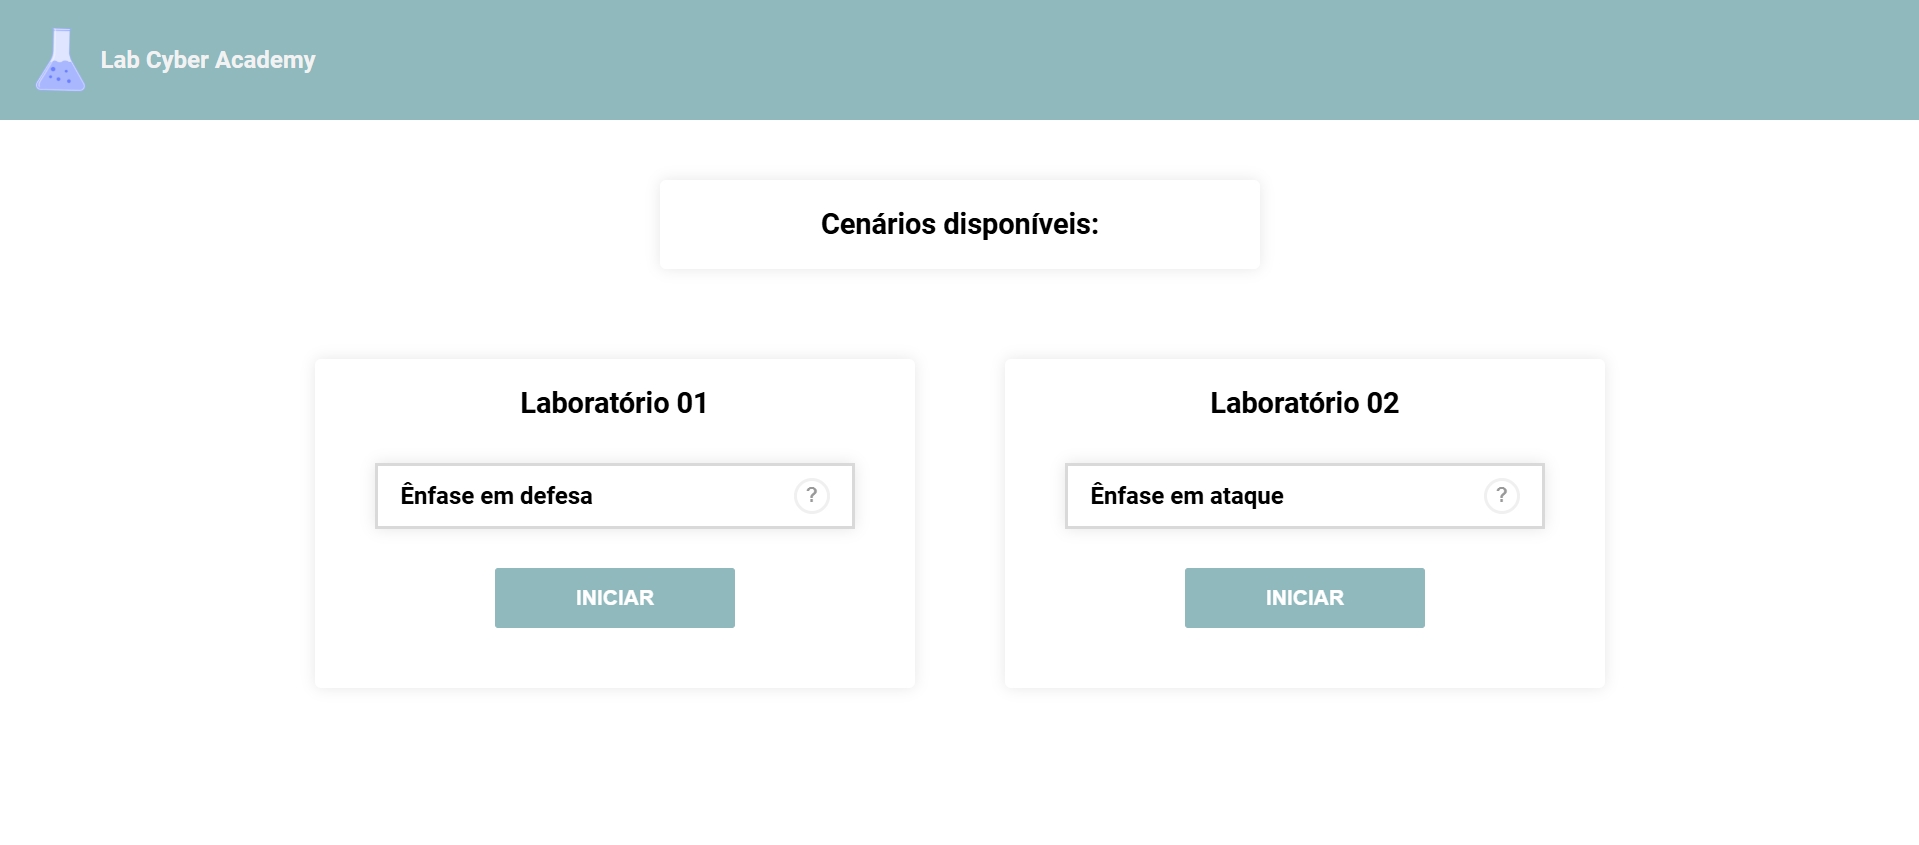 Lab Cyber Academy
Cenários disponíveis:
Laboratório 01
Ênfase em defesa ?
INICIAR
Laboratório 02
Ênfase em ataque ?
INICIAR